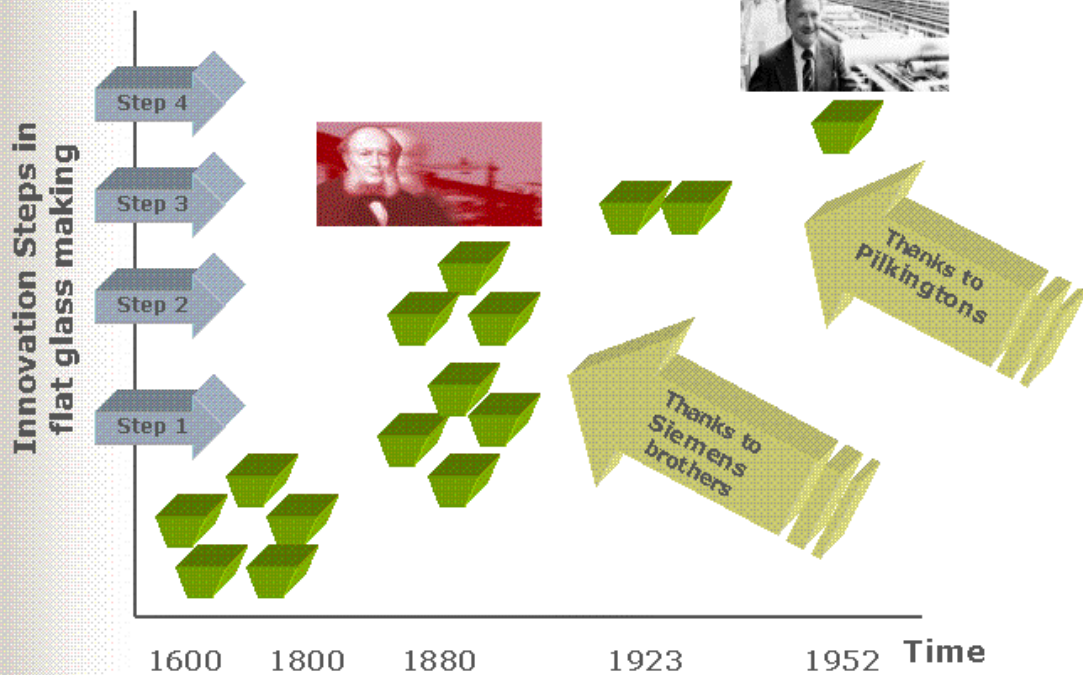 Innovation Steps in
flat glass making
Step 4
Step 3
Step 2
Step 1
Thanks to
Pilkingtons
Thanks to
Siemens
brothers
1600 1800 1880 1923 1952 Time